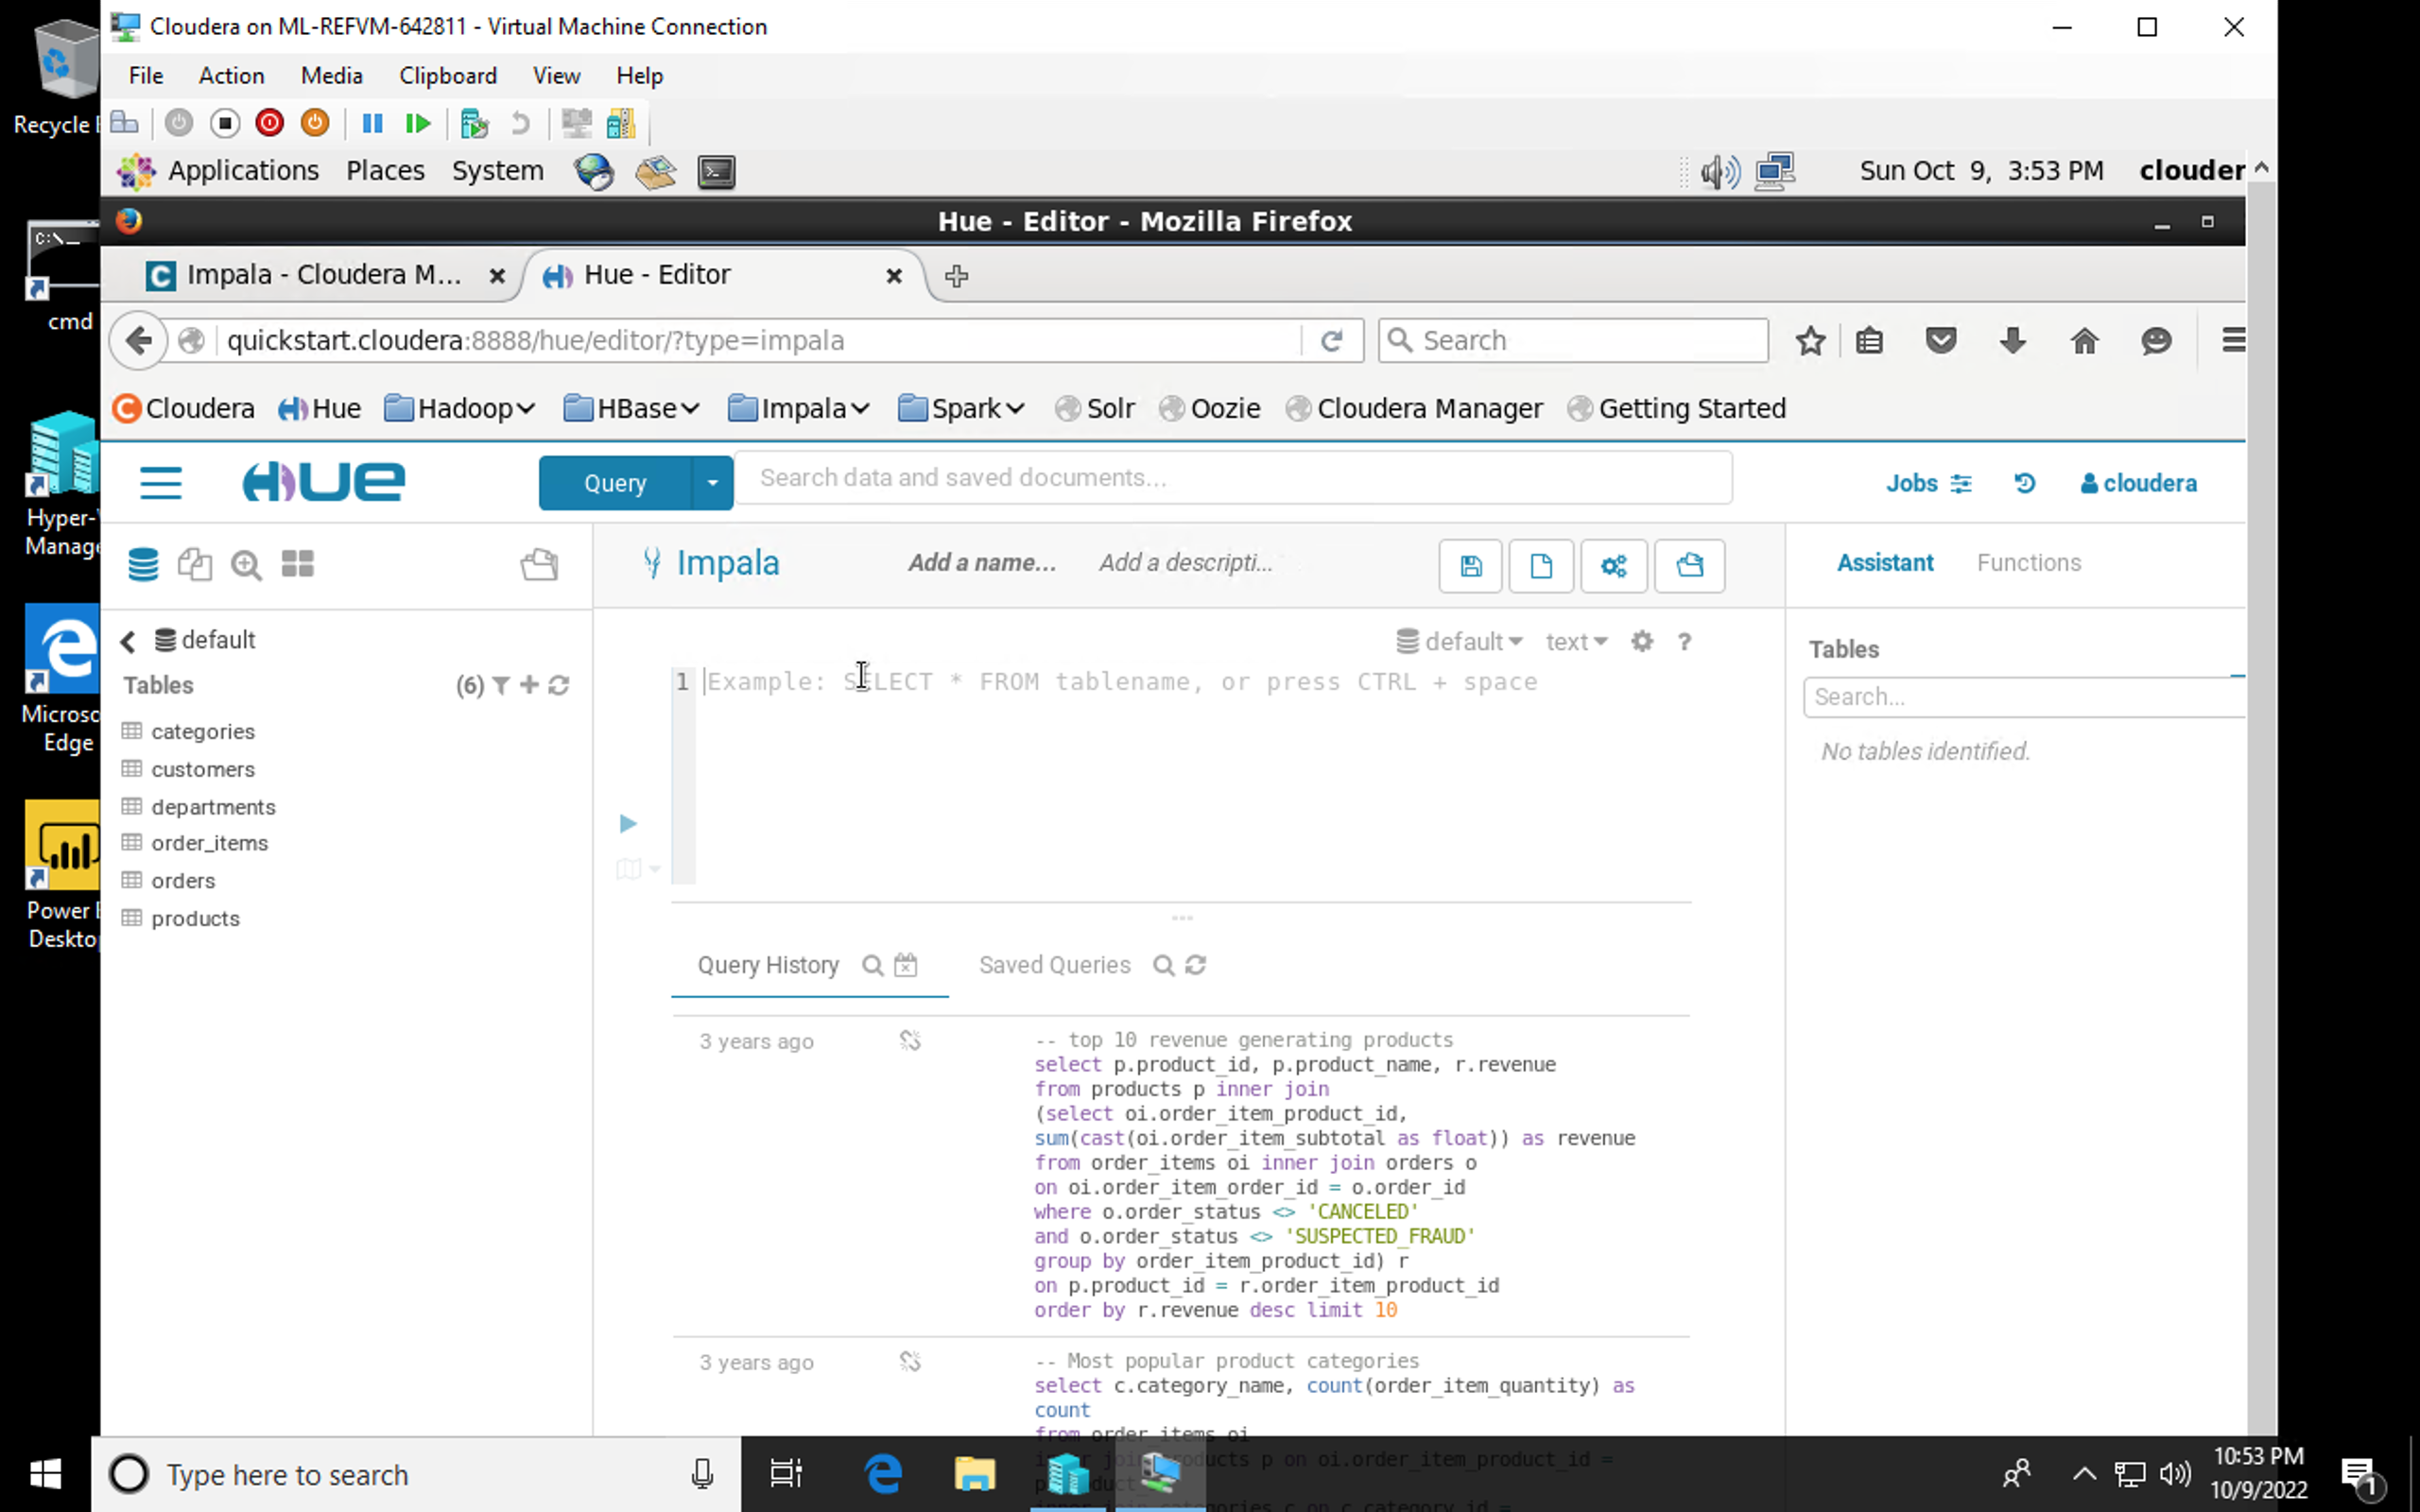 Cloudera on ML-REFVM-642811 - Virtual Machine Connection
File Action Media Clipboard View Help
Recycle
Applications Places System Sun Oct 9, 3:53 PM clouder
Hue - Editor - Mozilla Firefox
Impala - Cloudera M... Hue - Editor
cmd
quickstart.cloudera:8888/hue/editor/?type=impala Search
Cloudera Hue Hadoop HBase Impala Spark Solr Oozie Cloudera Manager Getting Started
HUE Query Search data and saved documents... Jobs cloudera
Hyper-
Manage
Impala Add a name... Add a descripti... Assistant Functions
default
default text ?
Tables
Tables (6)
1 Example: SELECT * FROM tablename, or press CTRL + space
Search...
Microso
Edge
categories
No tables identified.
customers
departments
order_items
orders
products
Power
Deskto
Query History Saved Queries
3 years ago
-- top 10 revenue generating products
select p.product_id, p.product_name, r.revenue
from products p inner join
(select oi.order_item_product_id,
sum(cast(oi.order_item_subtotal as float)) as revenue
from order_items oi inner join orders o
on oi.order_item_order_id = o.order_id
where o.order_status <> 'CANCELED'
and o.order_status <> 'SUSPECTED_FRAUD'
group by order_item_product_id) r
on p.product_id = r.order_item_product_id
order by r.revenue desc limit 10
3 years ago
-- Most popular product categories
select c.category_name, count(order_item_quantity) as
count
from order_items oi
products p on oi.order_item_product_id =
Type here to search
10:53 PM
10/9/2022
1